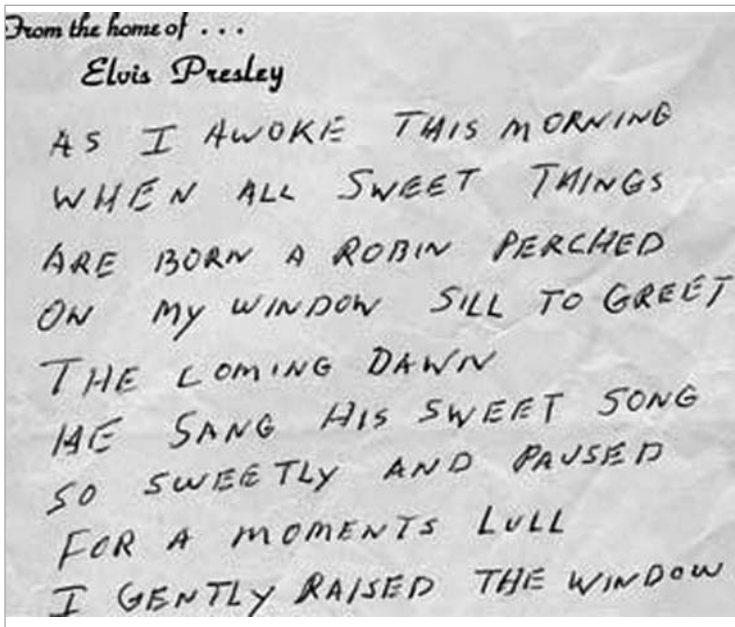 From the home of . . .
Elvis Presley
AS I AWOKE THIS MORNING
WHEN ALL SWEET THINGS
ARE BORN A ROBIN PERCHED
ON MY WINDOW SILL TO GREET
THE COMING DAWN
HE SANG HIS SWEET SONG
SO SWEETLY AND PAUSED
FOR A MOMENTS LULL
I GENTLY RAISED THE WINDOW